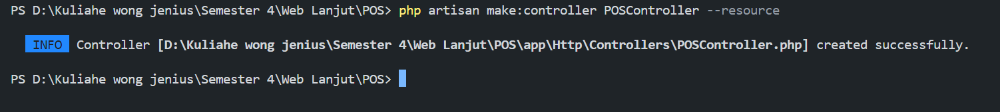 PS D:\Kuliahe wong jenius\Semester 4\Web Lanjut\POS> php artisan make:controller POSController --resource
INFO Controller [D:\Kuliahe wong jenius\Semester 4\Web Lanjut\POS\app\Http\Controllers\POSController.php] created successfully.
PS D:\Kuliahe wong jenius\Semester 4\Web Lanjut\POS>